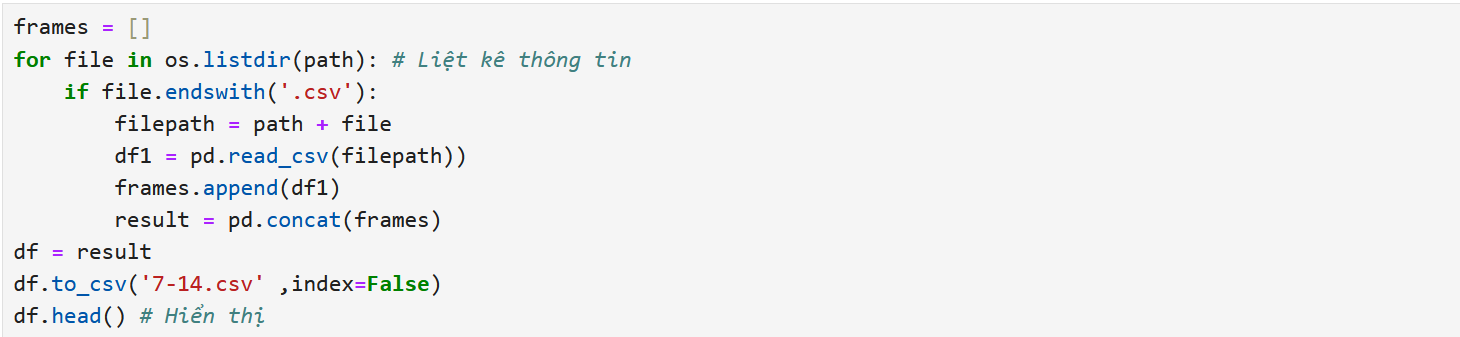 frames = []
for file in os.listdir(path): # Liệt kê thông tin
    if file.endswith('.csv'):
        filepath = path + file
        df1 = pd.read_csv(filepath))
        frames.append(df1)
        result = pd.concat(frames)
df = result
df.to_csv('7-14.csv' ,index=False)
df.head() # Hiển thị